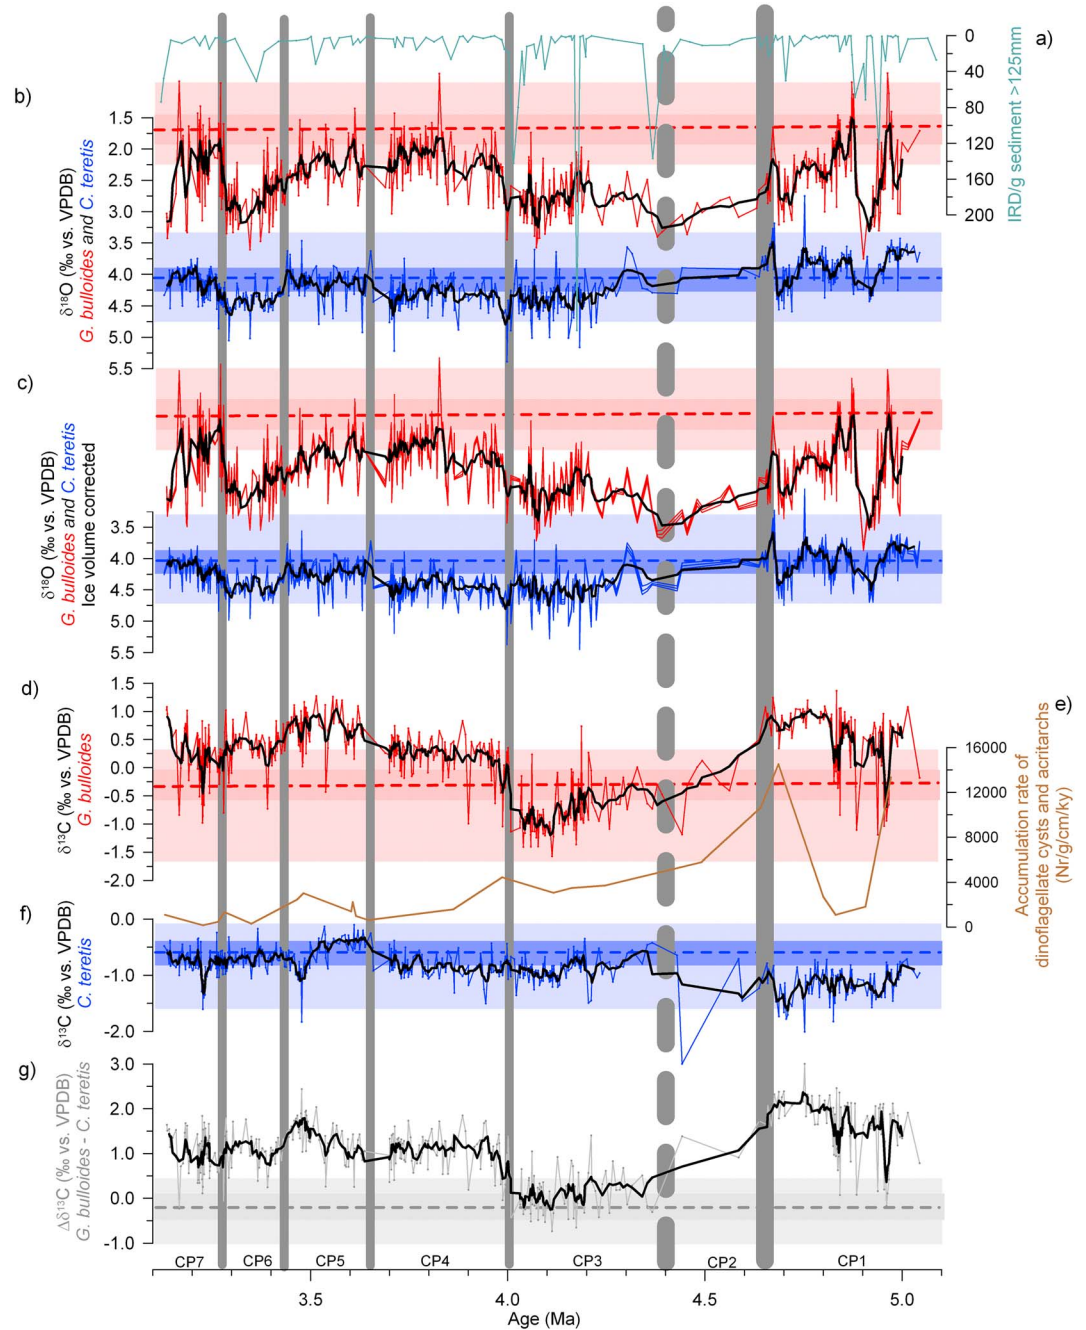 a)
0
40
80
120
160
200
IRD/g sediment >125mm
b)
1.5
2.0
2.5
3.0
3.5
4.0
4.5
5.0
5.5
δ¹⁸O (‰ vs. VPDB)
G. bulloides and C. teretis
c)
3.5
4.0
4.5
5.0
5.5
δ¹⁸O (‰ vs. VPDB)
G. bulloides and C. teretis
Ice volume corrected
d)
1.5
1.0
0.5
0.0
-0.5
-1.0
-1.5
-2.0
δ¹³C (‰ vs. VPDB)
G. bulloides
e)
16000
12000
8000
4000
0
Accumulation rate of
dinoflagellate cysts and acritarchs
(Nr/g/cm/ky)
f)
0.0
-1.0
-2.0
δ¹³C (‰ vs. VPDB)
C. teretis
g)
3.0
2.0
1.0
0.0
-1.0
Δδ¹³C (‰ vs. VPDB)
G. bulloides - C. teretis
CP7 CP6 CP5 CP4 CP3 CP2 CP1
3.5 4.0 4.5 5.0
Age (Ma)